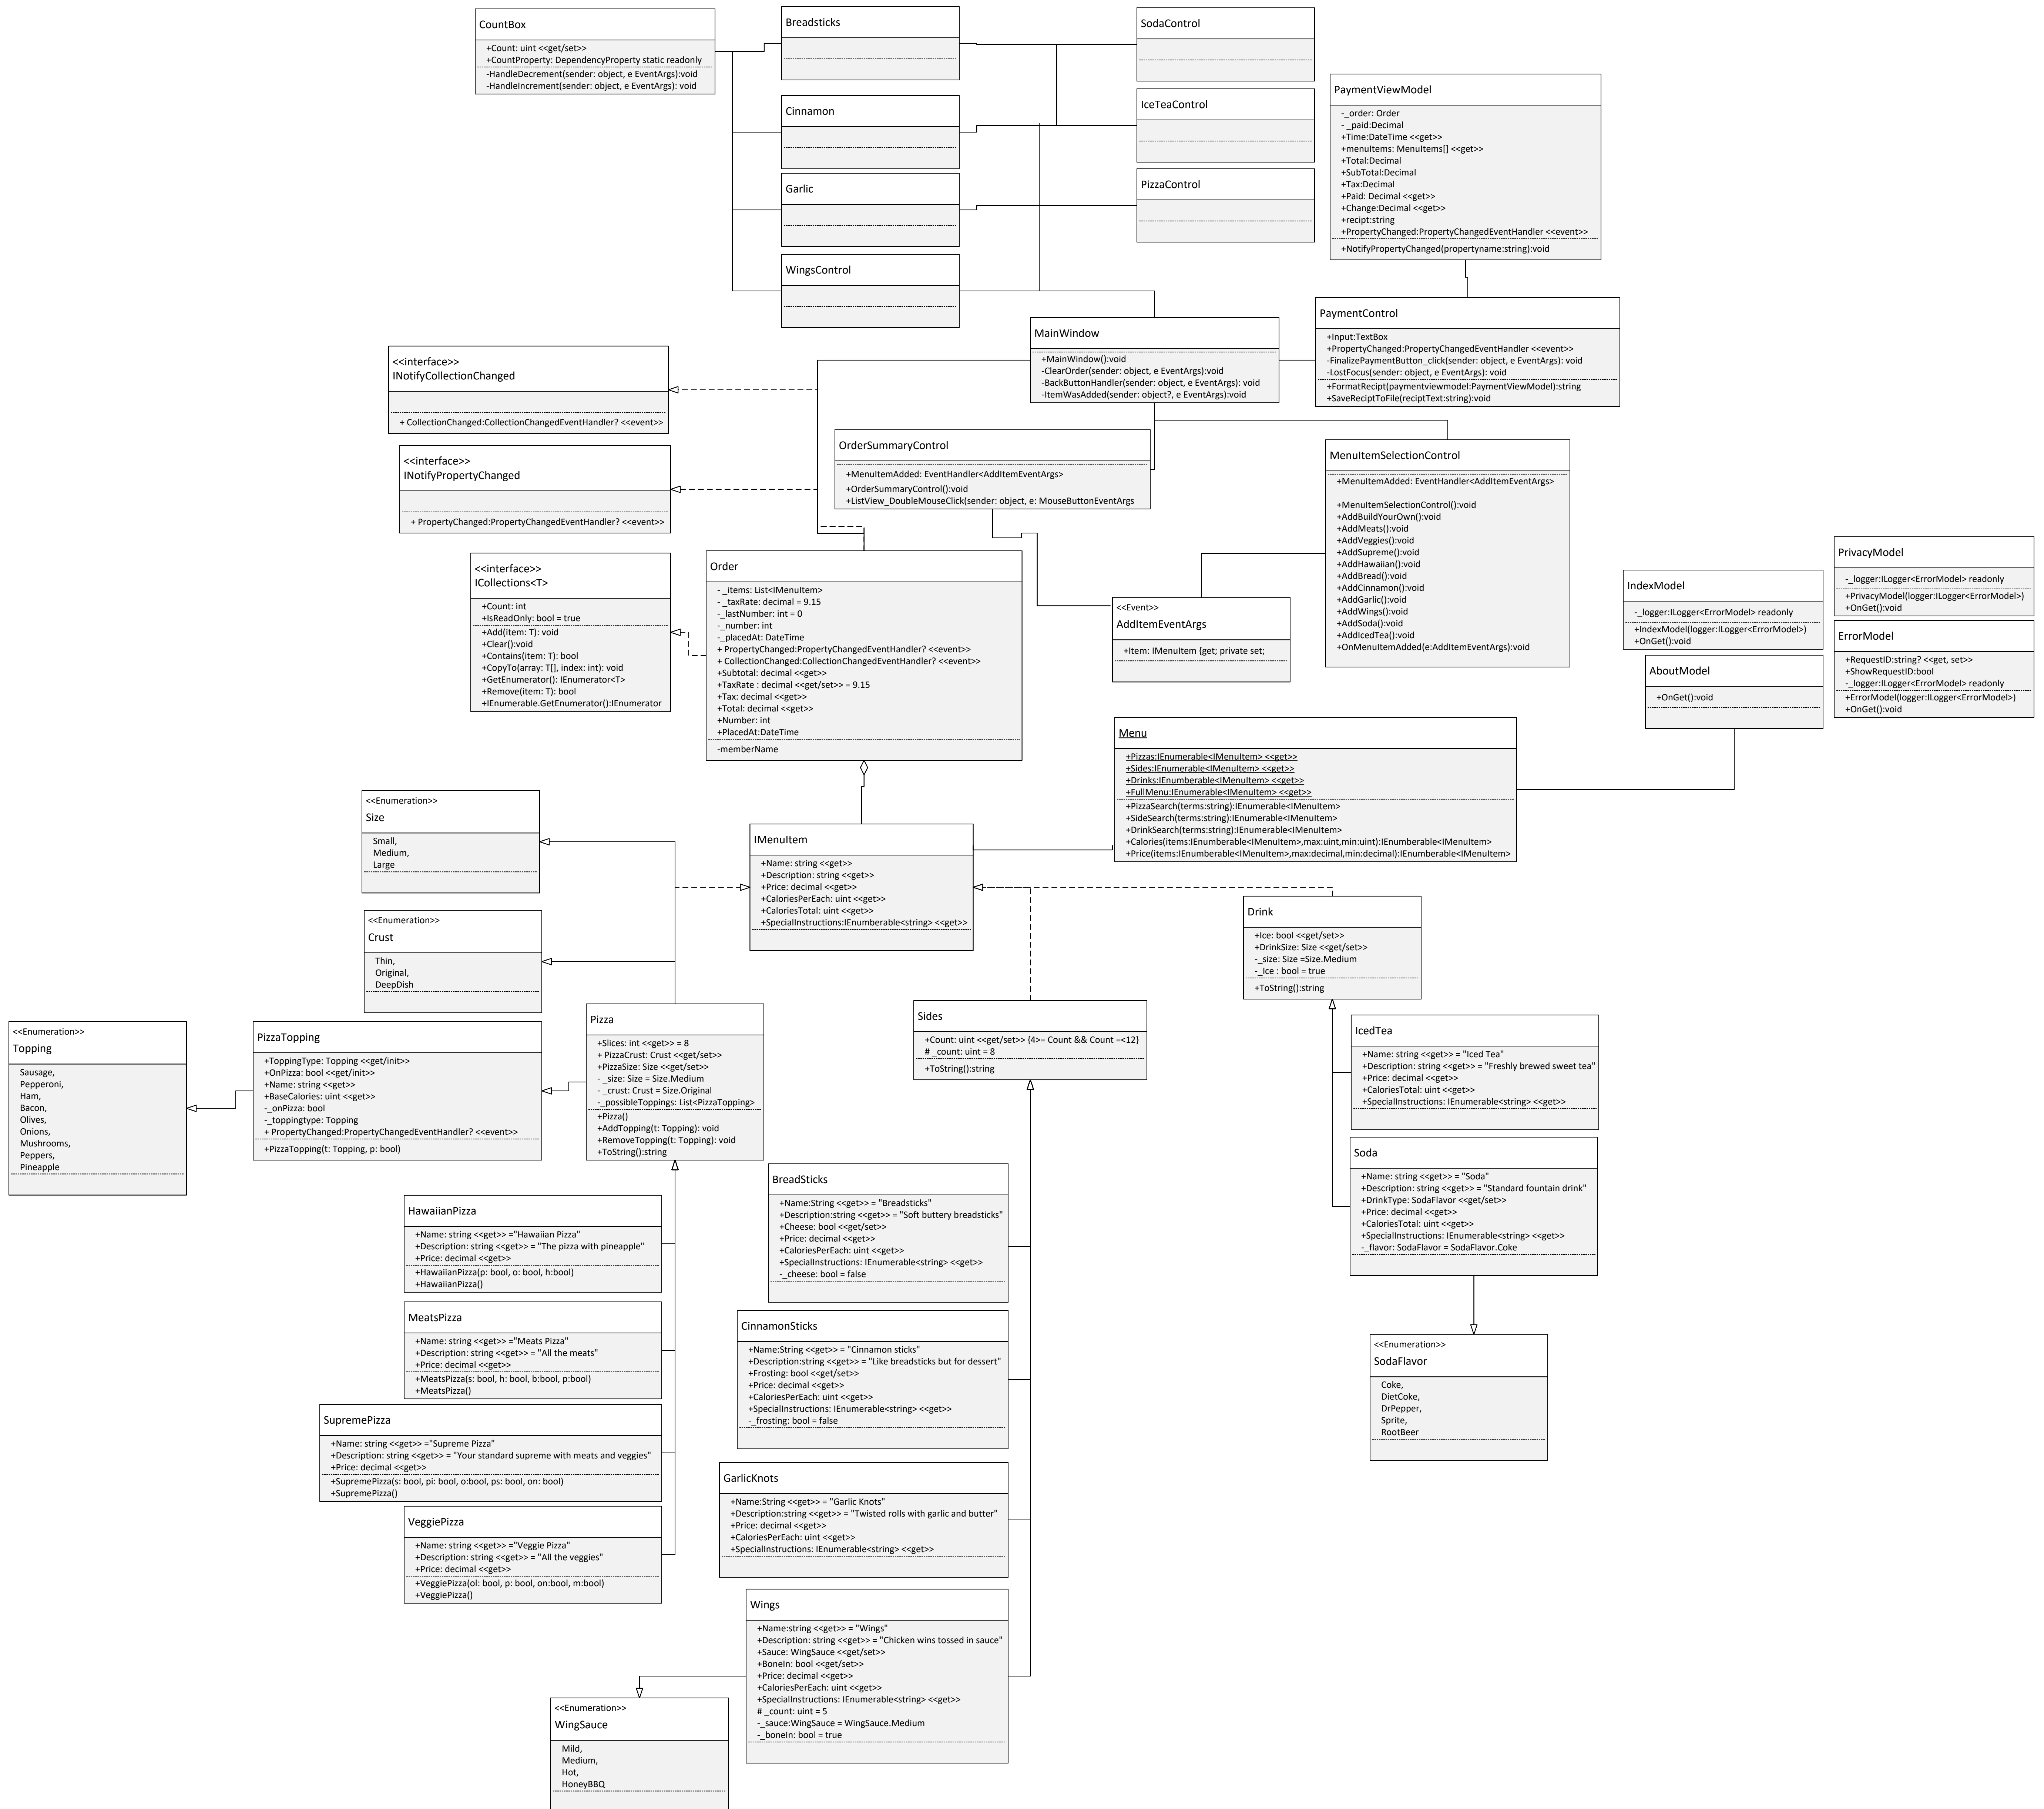 CountBox
+Count: uint <<get/set>>
+CountProperty: DependencyProperty static readonly
-HandleDecrement(sender: object, e EventArgs):void
-HandleIncrement(sender: object, e EventArgs): void
Breadsticks
Cinnamon
Garlic
WingsControl
SodaControl
IceTeaControl
PizzaControl
PaymentViewModel
-_order: Order
- _paid:Decimal
+Time:DateTime <<get>>
+menuItems: MenuItems[] <<get>>
+Total:Decimal
+SubTotal:Decimal
+Tax:Decimal
+Paid: Decimal <<get>>
+Change:Decimal <<get>>
+recipt:string
+PropertyChanged:PropertyChangedEventHandler <<event>>
+NotifyPropertyChanged(propertyname:string):void
MainWindow
+MainWindow():void
-ClearOrder(sender: object, e EventArgs):void
-BackButtonHandler(sender: object, e EventArgs): void
-ItemWasAdded(sender: object?, e EventArgs):void
PaymentControl
+Input:TextBox
+PropertyChanged:PropertyChangedEventHandler <<event>>
-FinalizePaymentButton_click(sender: object, e EventArgs): void
-LostFocus(sender: object, e EventArgs): void
+FormatRecipt(paymentviewmodel:PaymentViewModel):string
+SaveReciptToFile(reciptText:string):void
<<interface>>
INotifyCollectionChanged
+ CollectionChanged:CollectionChangedEventHandler? <<event>>
<<interface>>
INotifyPropertyChanged
+ PropertyChanged:PropertyChangedEventHandler? <<event>>
<<interface>>
ICollections<T>
+Count: int
+IsReadOnly: bool = true
+Add(item: T): void
+Clear():void
+Contains(item: T): bool
+CopyTo(array: T[], index: int): void
+GetEnumerator(): IEnumerator<T>
+Remove(item: T): bool
+IEnumerable.GetEnumerator():IEnumerator
OrderSummaryControl
+MenuItemAdded: EventHandler<AddItemEventArgs>
+OrderSummaryControl():void
+ListView_DoubleMouseClick(sender: object, e: MouseButtonEventArgs
MenuItemSelectionControl
+MenuItemAdded: EventHandler<AddItemEventArgs>
+MenuItemSelectionControl():void
+AddBuildYourOwn():void
+AddMeats():void
+AddVeggies():void
+AddSupreme():void
+AddHawaiian():void
+AddBread():void
+AddCinnamon():void
+AddGarlic():void
+AddWings():void
+AddSoda():void
+AddIcedTea():void
+OnMenuItemAdded(e:AddItemEventArgs):void
Order
- _items: List<IMenuItem>
- _taxRate: decimal = 9.15
-_lastNumber: int = 0
-_number: int
-_placedAt: DateTime
+ PropertyChanged:PropertyChangedEventHandler? <<event>>
+ CollectionChanged:CollectionChangedEventHandler? <<event>>
+Subtotal: decimal <<get>>
+TaxRate : decimal <<get/set>> = 9.15
+Tax: decimal <<get>>
+Total: decimal <<get>>
+Number: int
+PlacedAt:DateTime
-memberName
<<Event>>
AddItemEventArgs
+Item: IMenuItem {get; private set;
IndexModel
-_logger:ILogger<ErrorModel> readonly
+IndexModel(logger:ILogger<ErrorModel>)
+OnGet():void
PrivacyModel
-_logger:ILogger<ErrorModel> readonly
+PrivacyModel(logger:ILogger<ErrorModel>)
+OnGet():void
ErrorModel
+RequestID:string? <<get, set>>
+ShowRequestID:bool
-_logger:ILogger<ErrorModel> readonly
+ErrorModel(logger:ILogger<ErrorModel>)
+OnGet():void
AboutModel
+OnGet():void
Menu
+Pizzas:IEnumerable<IMenuItem> <<get>>
+Sides:IEnumerable<IMenuItem> <<get>>
+Drinks:IEnumberable<IMenuItem> <<get>>
+FullMenu:IEnumerable<IMenuItem> <<get>>
+PizzaSearch(terms:string):IEnumerable<IMenuItem>
+SideSearch(terms:string):IEnumerable<IMenuItem>
+DrinkSearch(terms:string):IEnumerable<IMenuItem>
+Calories(items:IEnumberable<IMenuItem>,max:uint,min:uint):IEnumberable<IMenuItem>
+Price(items:IEnumberable<IMenuItem>,max:decimal,min:decimal):IEnumberable<IMenuItem>
<<Enumeration>>
Size
Small,
Medium,
Large
IMenuItem
+Name: string <<get>>
+Description: string <<get>>
+Price: decimal <<get>>
+CaloriesPerEach: uint <<get>>
+CaloriesTotal: uint <<get>>
+SpecialInstructions:IEnumberable<string> <<get>>
<<Enumeration>>
Crust
Thin,
Original,
DeepDish
Drink
+Ice: bool <<get/set>>
+DrinkSize: Size <<get/set>>
-_size: Size =Size.Medium
-_Ice : bool = true
+ToString():string
<<Enumeration>>
Topping
Sausage,
Pepperoni,
Ham,
Bacon,
Olives,
Onions,
Mushrooms,
Peppers,
Pineapple
PizzaTopping
+ToppingType: Topping <<get/init>>
+OnPizza: bool <<get/init>>
+Name: string <<get>>
+BaseCalories: uint <<get>>
-_onPizza: bool
-_toppingtype: Topping
+ PropertyChanged:PropertyChangedEventHandler? <<event>>
+PizzaTopping(t: Topping, p: bool)
Pizza
+Slices: int <<get>> = 8
+ PizzaCrust: Crust <<get/set>>
+PizzaSize: Size <<get/set>>
- _size: Size = Size.Medium
- _crust: Crust = Size.Original
-_possibleToppings: List<PizzaTopping>
+Pizza()
+AddTopping(t: Topping): void
+RemoveTopping(t: Topping): void
+ToString():string
Sides
+Count: uint <<get/set>> {4>= Count && Count =<12}
# _count: uint = 8
+ToString():string
IcedTea
+Name: string <<get>> = "Iced Tea"
+Description: string <<get>> = "Freshly brewed sweet tea"
+Price: decimal <<get>>
+CaloriesTotal: uint <<get>>
+SpecialInstructions: IEnumerable<string> <<get>>
Soda
+Name: string <<get>> = "Soda"
+Description: string <<get>> = "Standard fountain drink"
+DrinkType: SodaFlavor <<get/set>>
+Price: decimal <<get>>
+CaloriesTotal: uint <<get>>
+SpecialInstructions: IEnumerable<string> <<get>>
-_flavor: SodaFlavor = SodaFlavor.Coke
HawaiianPizza
+Name: string <<get>> ="Hawaiian Pizza"
+Description: string <<get>> = "The pizza with pineapple"
+Price: decimal <<get>>
+HawaiianPizza(p: bool, o: bool, h:bool)
+HawaiianPizza()
MeatsPizza
+Name: string <<get>> ="Meats Pizza"
+Description: string <<get>> = "All the meats"
+Price: decimal <<get>>
+MeatsPizza(s: bool, h: bool, b:bool, p:bool)
+MeatsPizza()
SupremePizza
+Name: string <<get>> ="Supreme Pizza"
+Description: string <<get>> = "Your standard supreme with meats and veggies"
+Price: decimal <<get>>
+SupremePizza(s: bool, pi: bool, o:bool, ps: bool, on: bool)
+SupremePizza()
VeggiePizza
+Name: string <<get>> ="Veggie Pizza"
+Description: string <<get>> = "All the veggies"
+Price: decimal <<get>>
+VeggiePizza(ol: bool, p: bool, on:bool, m:bool)
+VeggiePizza()
BreadSticks
+Name:String <<get>> = "Breadsticks"
+Description:string <<get>> = "Soft buttery breadsticks"
+Cheese: bool <<get/set>>
+Price: decimal <<get>>
+CaloriesPerEach: uint <<get>>
+SpecialInstructions: IEnumerable<string> <<get>>
-_cheese: bool = false
CinnamonSticks
+Name:String <<get>> = "Cinnamon sticks"
+Description:string <<get>> = "Like breadsticks but for dessert"
+Frosting: bool <<get/set>>
+Price: decimal <<get>>
+CaloriesPerEach: uint <<get>>
+SpecialInstructions: IEnumerable<string> <<get>>
-_frosting: bool = false
GarlicKnots
+Name:String <<get>> = "Garlic Knots"
+Description:string <<get>> = "Twisted rolls with garlic and butter"
+Price: decimal <<get>>
+CaloriesPerEach: uint <<get>>
+SpecialInstructions: IEnumerable<string> <<get>>
Wings
+Name:string <<get>> = "Wings"
+Description: string <<get>> = "Chicken wins tossed in sauce"
+Sauce: WingSauce <<get/set>>
+BoneIn: bool <<get/set>>
+Price: decimal <<get>>
+CaloriesPerEach: uint <<get>>
+SpecialInstructions: IEnumerable<string> <<get>>
# _count: uint = 5
-_sauce:WingSauce = WingSauce.Medium
-_boneIn: bool = true
<<Enumeration>>
SodaFlavor
Coke,
DietCoke,
DrPepper,
Sprite,
RootBeer
<<Enumeration>>
WingSauce
Mild,
Medium,
Hot,
HoneyBBQ